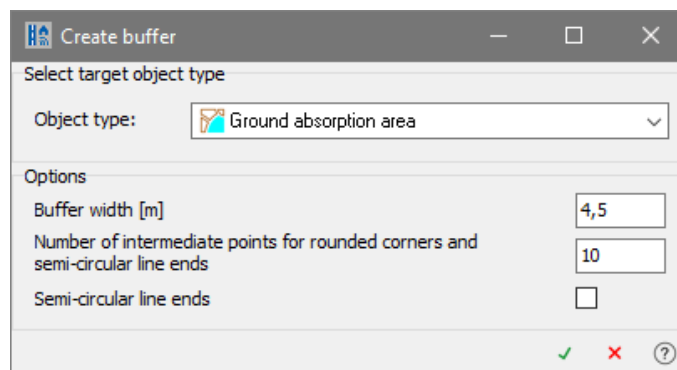 Create buffer
Select target object type
Object type: Ground absorption area
Options
Buffer width [m] 4,5
Number of intermediate points for rounded corners and
semi-circular line ends 10
Semi-circular line ends